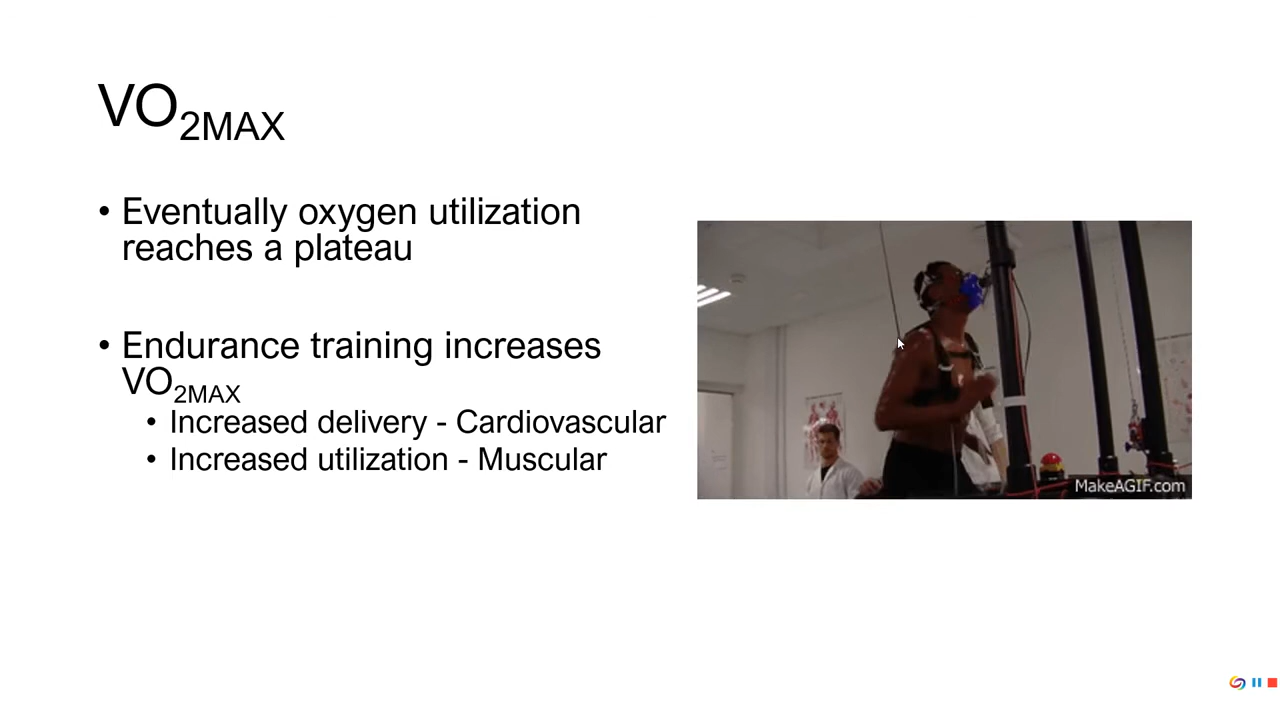 VO₂MAX
• Eventually oxygen utilization
reaches a plateau
• Endurance training increases
VO₂MAX
• Increased delivery - Cardiovascular
• Increased utilization - Muscular
MakeAGIF.com